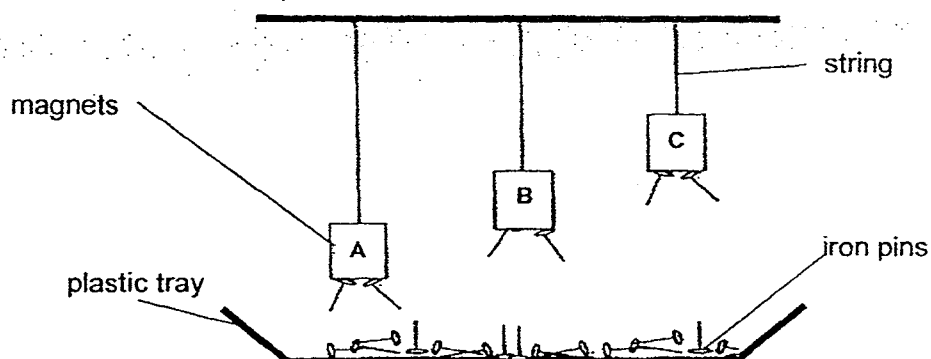 string
magnets
C
B
A
iron pins
plastic tray